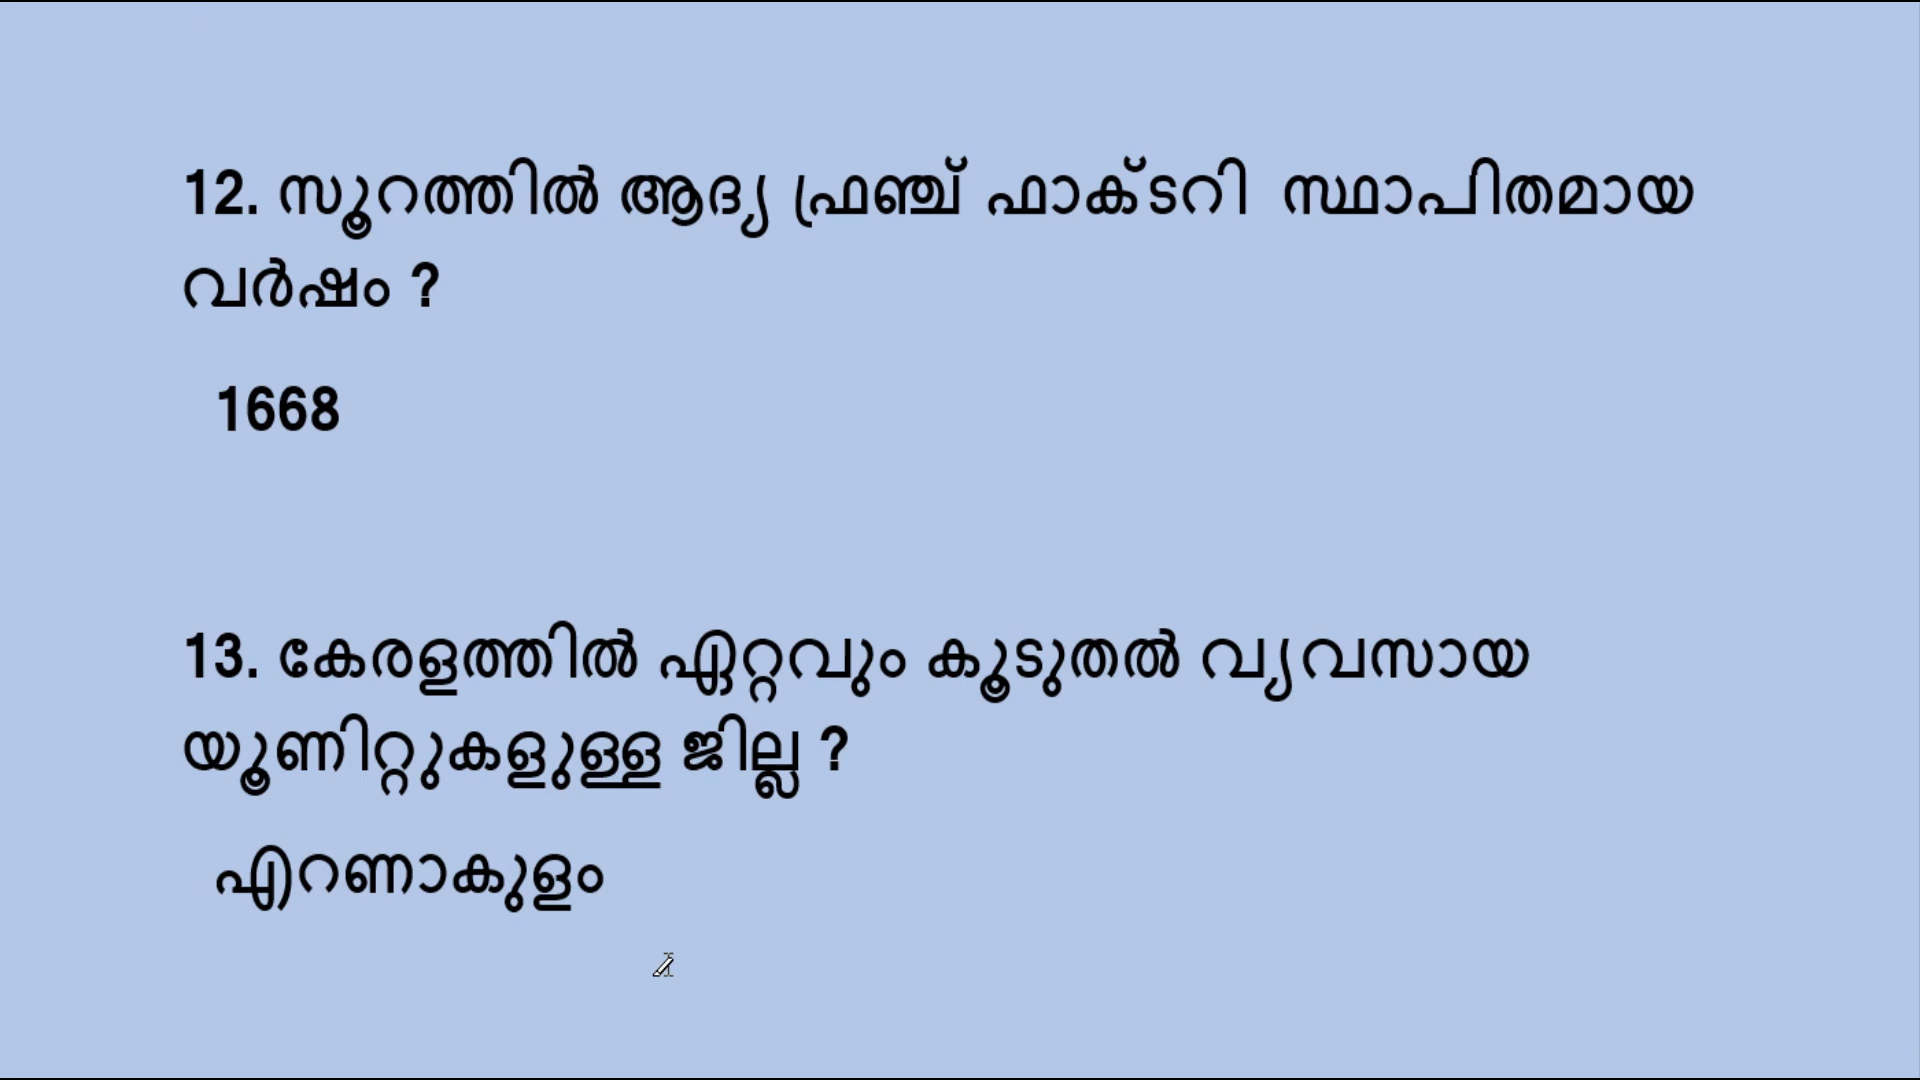 12. സൂറത്തിൽ ആദ്യ ഫ്രഞ്ച് ഫാക്ടറി സ്ഥാപിതമായ
വർഷം ?
1668
13. കേരളത്തിൽ ഏറ്റവും കൂടുതൽ വ്യവസായ
യൂണിറ്റുകളുള്ള ജില്ല ?
എറണാകുളം